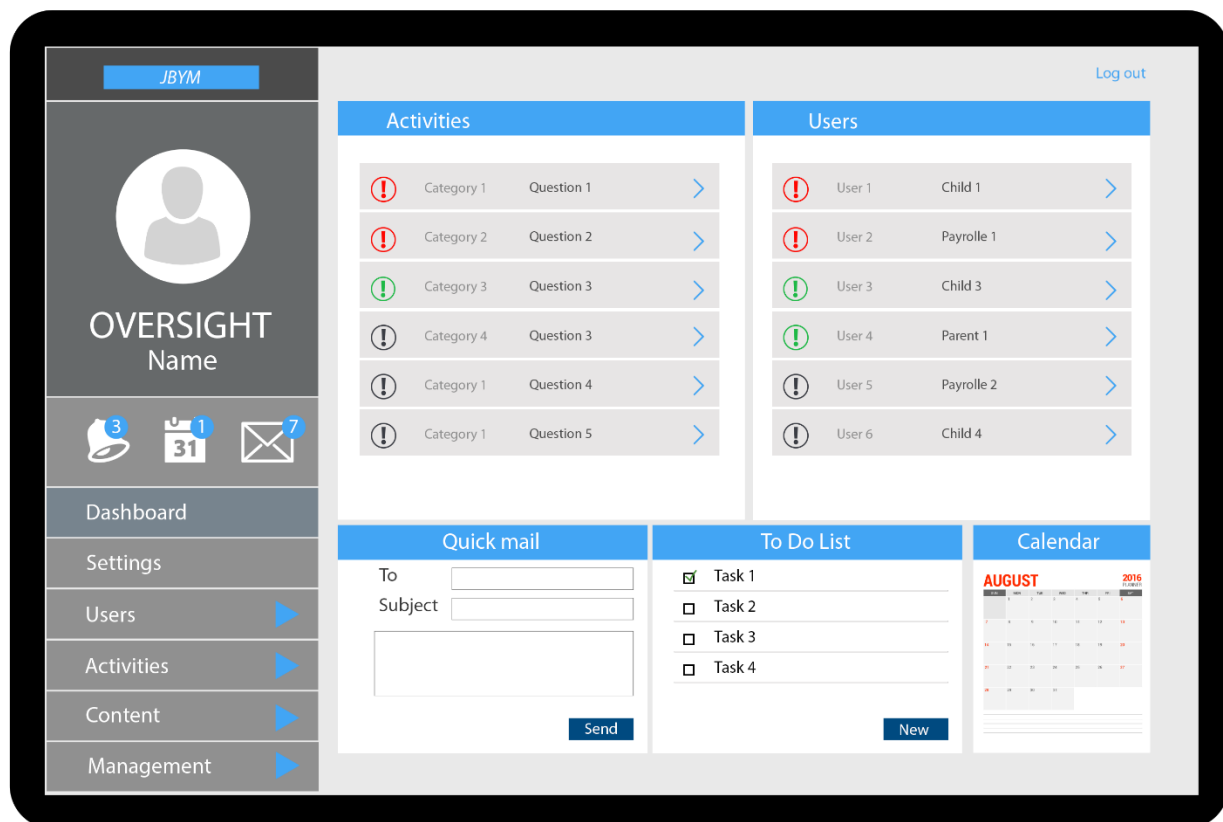 JBYM
Log out
OVERSIGHT
Name
3 1 7
31
Dashboard
Settings
Users
Activities
Content
Management
Activities
Category 1 Question 1
Category 2 Question 2
Category 3 Question 3
Category 4 Question 3
Category 1 Question 4
Category 1 Question 5
Users
User 1 Child 1
User 2 Payrolle 1
User 3 Child 3
User 4 Parent 1
User 5 Payrolle 2
User 6 Child 4
Quick mail
To
Subject
Send
To Do List
Task 1
Task 2
Task 3
Task 4
New
Calendar
AUGUST 2016